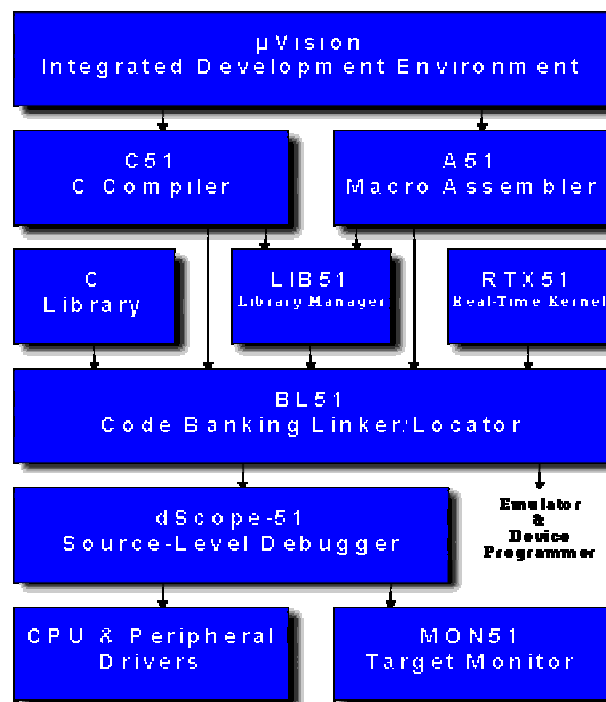 µVision
Integrated Development Environment
C51
C Compiler
A51
Macro Assembler
C
Library
LIB51
Library Manager
RTX51
Real-Time Kernel
BL51
Code Banking Linker/Locator
dScope-51
Source-Level Debugger
Emulator
&
Device
Programmer
CPU & Peripheral
Drivers
MON51
Target Monitor